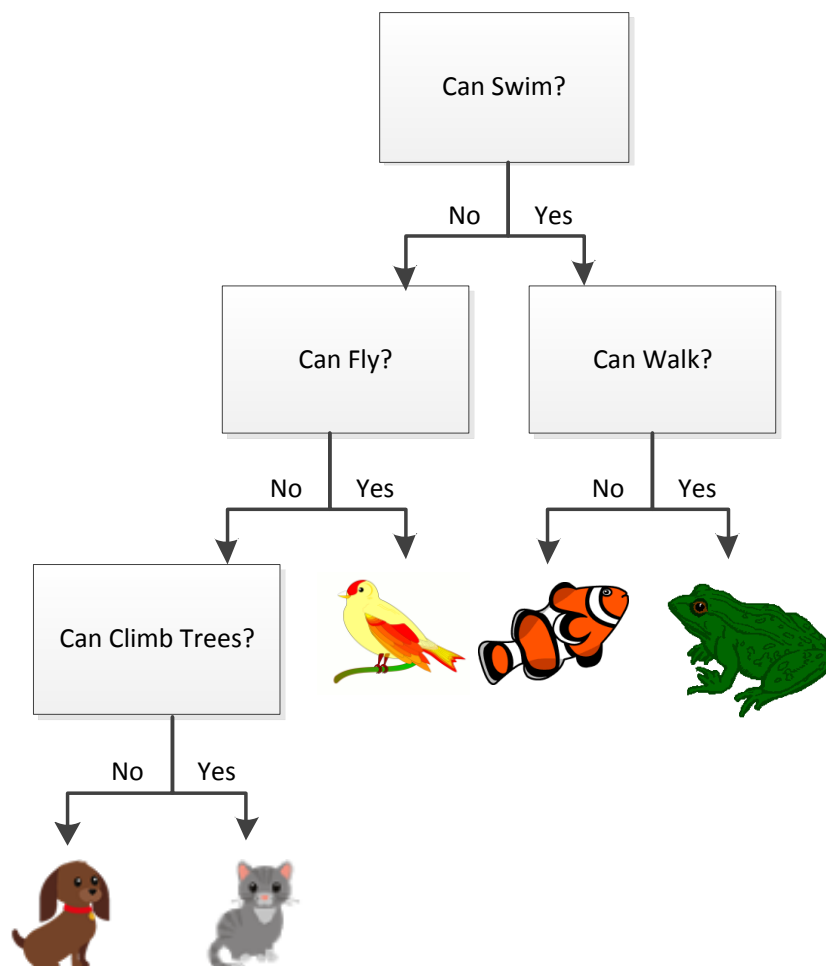 Can Swim?
No
Yes
Can Fly?
Can Walk?
No
Yes
No
Yes
Can Climb Trees?
No
Yes